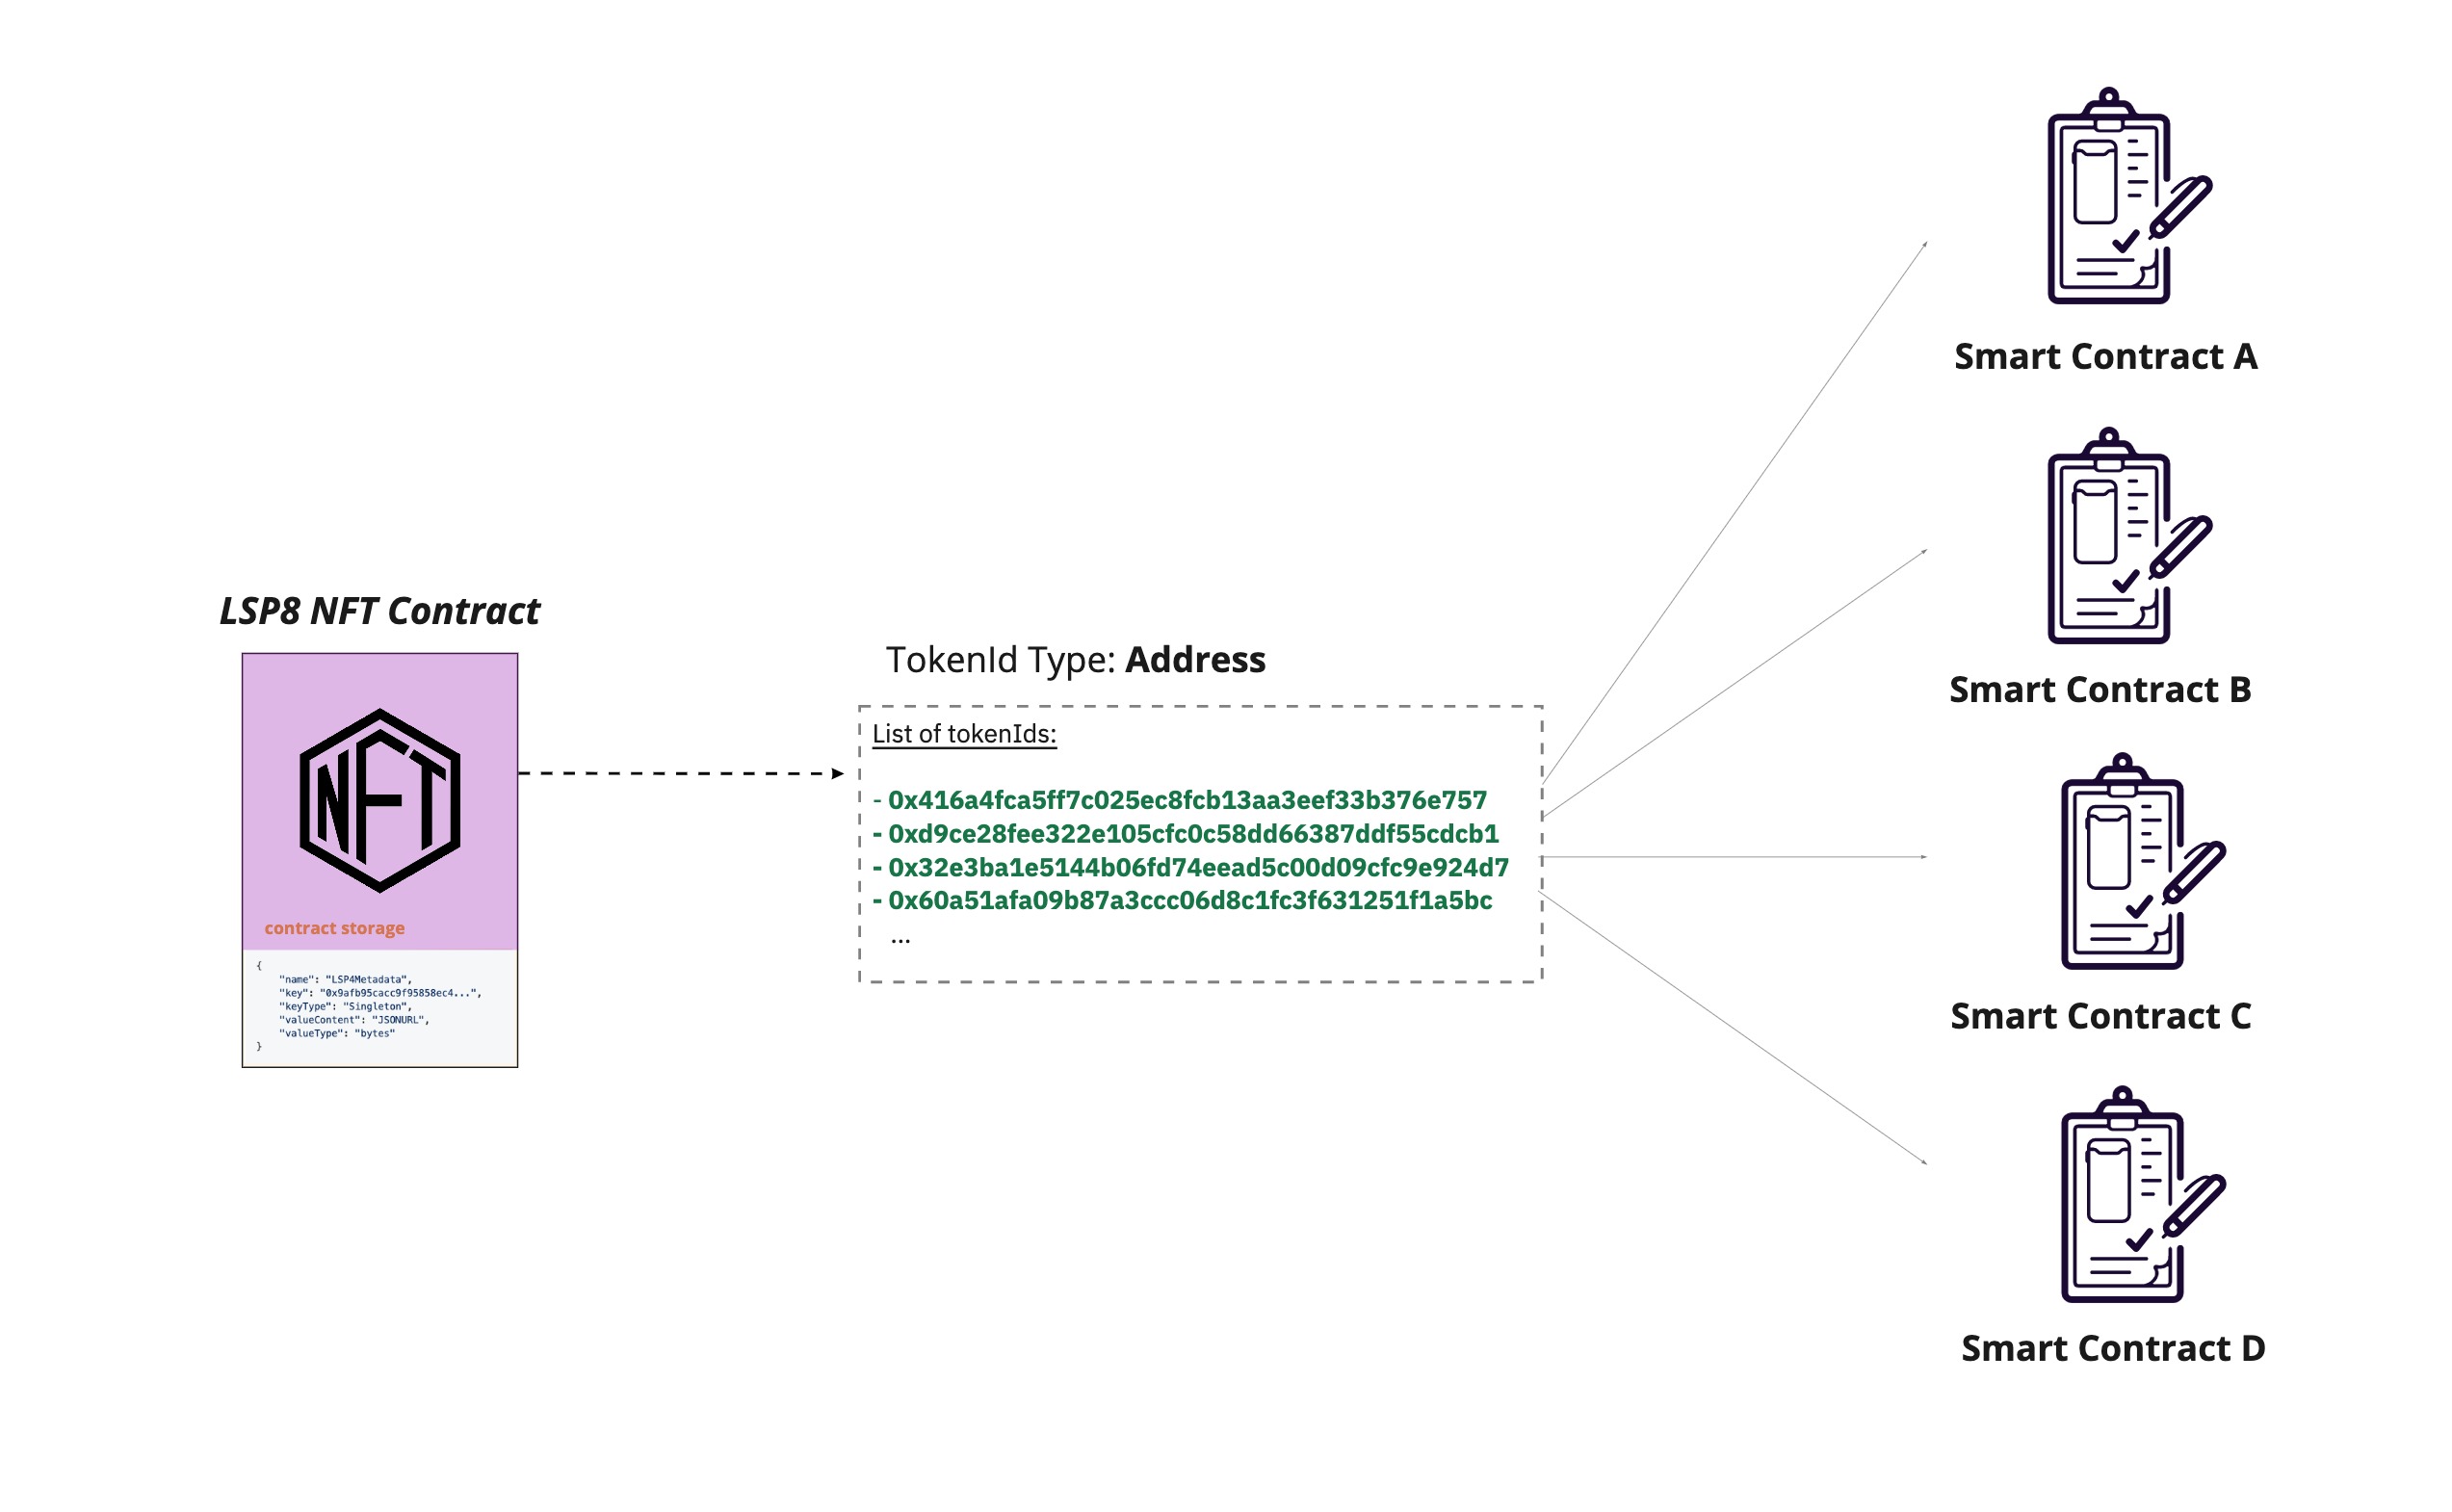 LSP8 NFT Contract
NFT
contract storage
{
"name": "LSP4Metadata",
"key": "0x9afb95cacc9f95858ec4...",
"keyType": "Singleton",
"valueContent": "JSONURL",
"valueType": "bytes"
}
TokenId Type: Address
List of tokenIds:
- 0x416a4fca5ff7c025ec8fcb13aa3eef33b376e757
- 0xd9ce28fee322e105cfc0c58dd66387ddf55cdcb1
- 0x32e3ba1e5144b06fd74eead5c00d09cfc9e924d7
- 0x60a51afa09b87a3ccc06d8c1fc3f631251f1a5bc
...
Smart Contract A
Smart Contract B
Smart Contract C
Smart Contract D